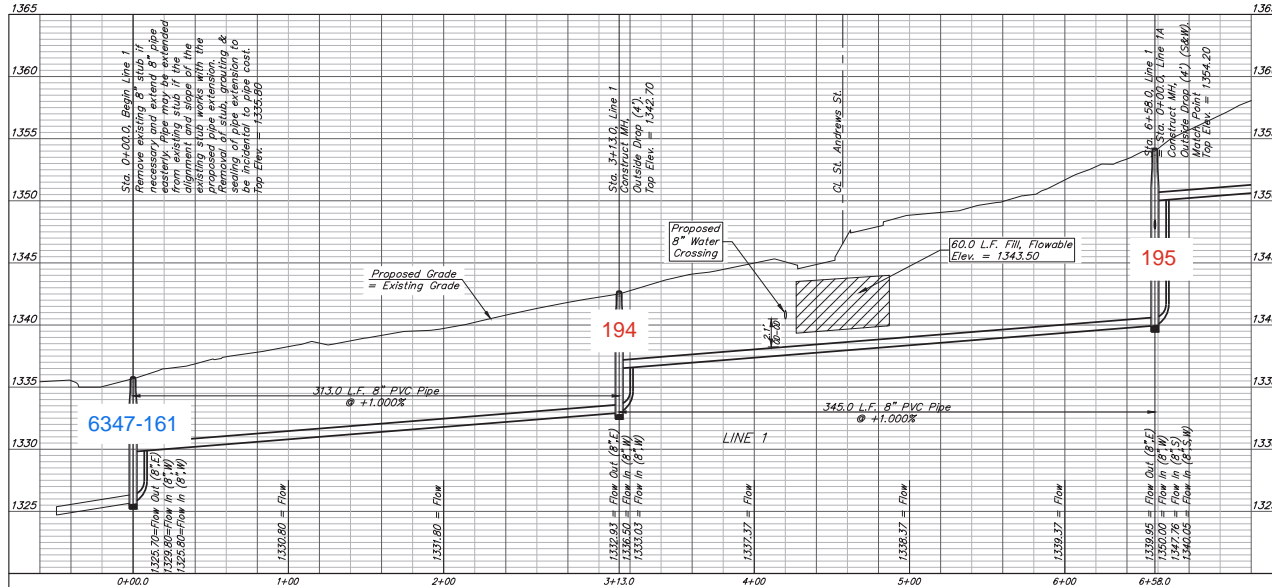 1365
1360
1355
1350
1345
1340
1335
1330
1325
Sta. 0+00.0, Begin Line 1
Remove existing 8" stub if
necessary and extend 8" pipe
easterly. Pipe may be extended
from existing stub if the
alignment and slope of the
existing stub works with the
proposed pipe extension.
Removal of stub, grouting &
sealing of pipe extension to
be incidental to pipe cost.
Top Elev. = 1335.80
Sta. 3+13.0, Line 1
Construct MH,
Outside Drop (4').
Top Elev. = 1342.70
CL St. Andrews St.
Sta. 6+58.0, Line 1
= Sta. 0+00.0, Line 1A
Construct MH,
Outside Drop (4') (S&W).
Match Point
Top Elev. = 1354.20
Proposed Grade
= Existing Grade
Proposed
8" Water
Crossing
60.0 L.F. Fill, Flowable
Elev. = 1343.50
6347-161
194
195
2.1'
313.0 L.F. 8" PVC Pipe
@ +1.000%
345.0 L.F. 8" PVC Pipe
@ +1.000%
LINE 1
1325.70=Flow Out (8",E)
1329.80=Flow In (8",W)
1325.80=Flow In (8",W)
1330.80 = Flow
1331.80 = Flow
1332.93 = Flow Out (8",E)
1336.50 = Flow In (8",W)
1333.03 = Flow In (8",W)
1337.37 = Flow
1338.37 = Flow
1339.37 = Flow
1339.95 = Flow Out (8",E)
1350.00 = Flow In (8",W)
1347.76 = Flow In (8",S)
1340.05 = Flow In (8",S,W)
0+00.0
1+00
2+00
3+13.0
4+00
5+00
6+00
6+58.0